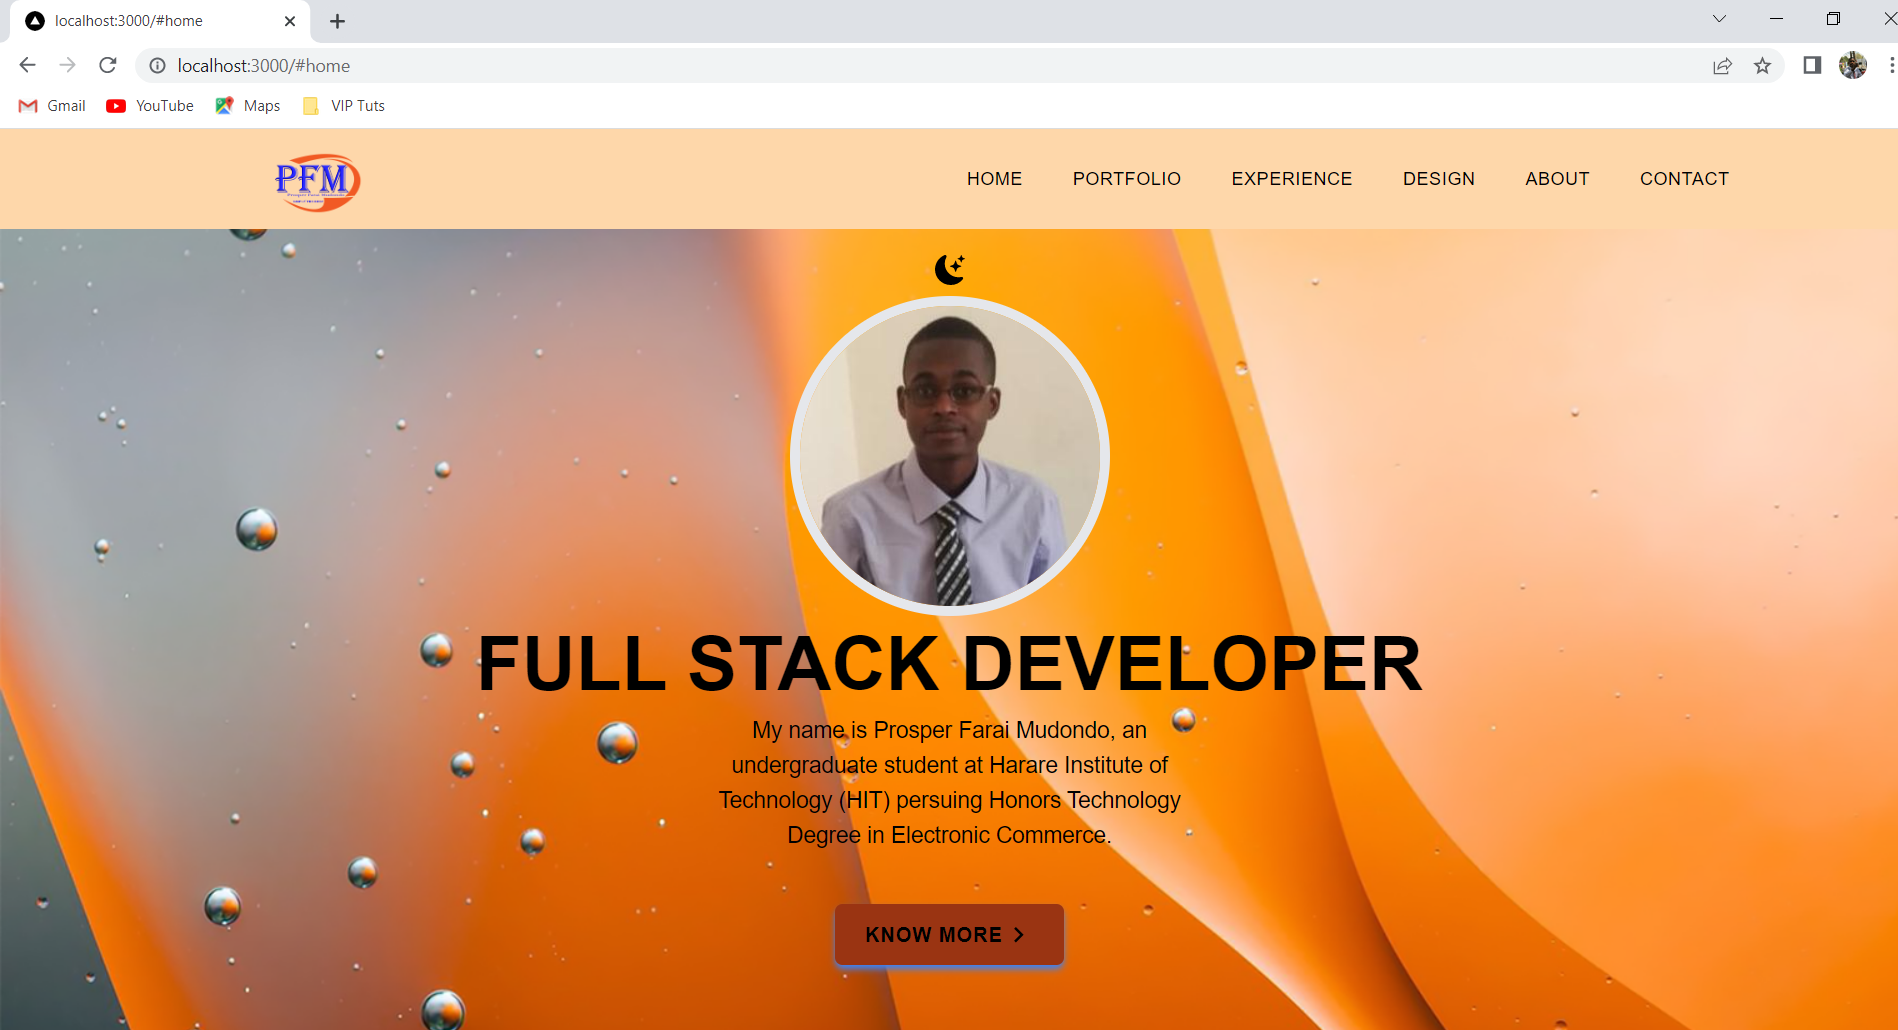 localhost:3000/#home
localhost:3000/#home
Gmail YouTube Maps VIP Tuts
PFM
HOME PORTFOLIO EXPERIENCE DESIGN ABOUT CONTACT
FULL STACK DEVELOPER
My name is Prosper Farai Mudondo, an
undergraduate student at Harare Institute of
Technology (HIT) persuing Honors Technology
Degree in Electronic Commerce.
KNOW MORE